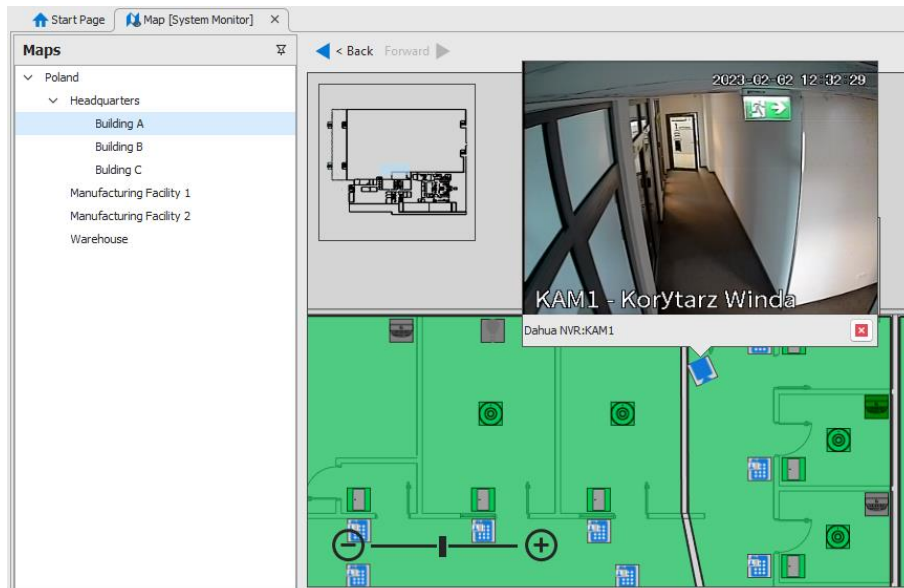 Start Page
Map [System Monitor]
Maps
< Back Forward
Poland
Headquarters
Building A
Building B
Bulding C
Manufacturing Facility 1
Manufacturing Facility 2
Warehouse
2023-02-02 12:32:29
KAM1 - Korytarz Winda
Dahua NVR:KAM1